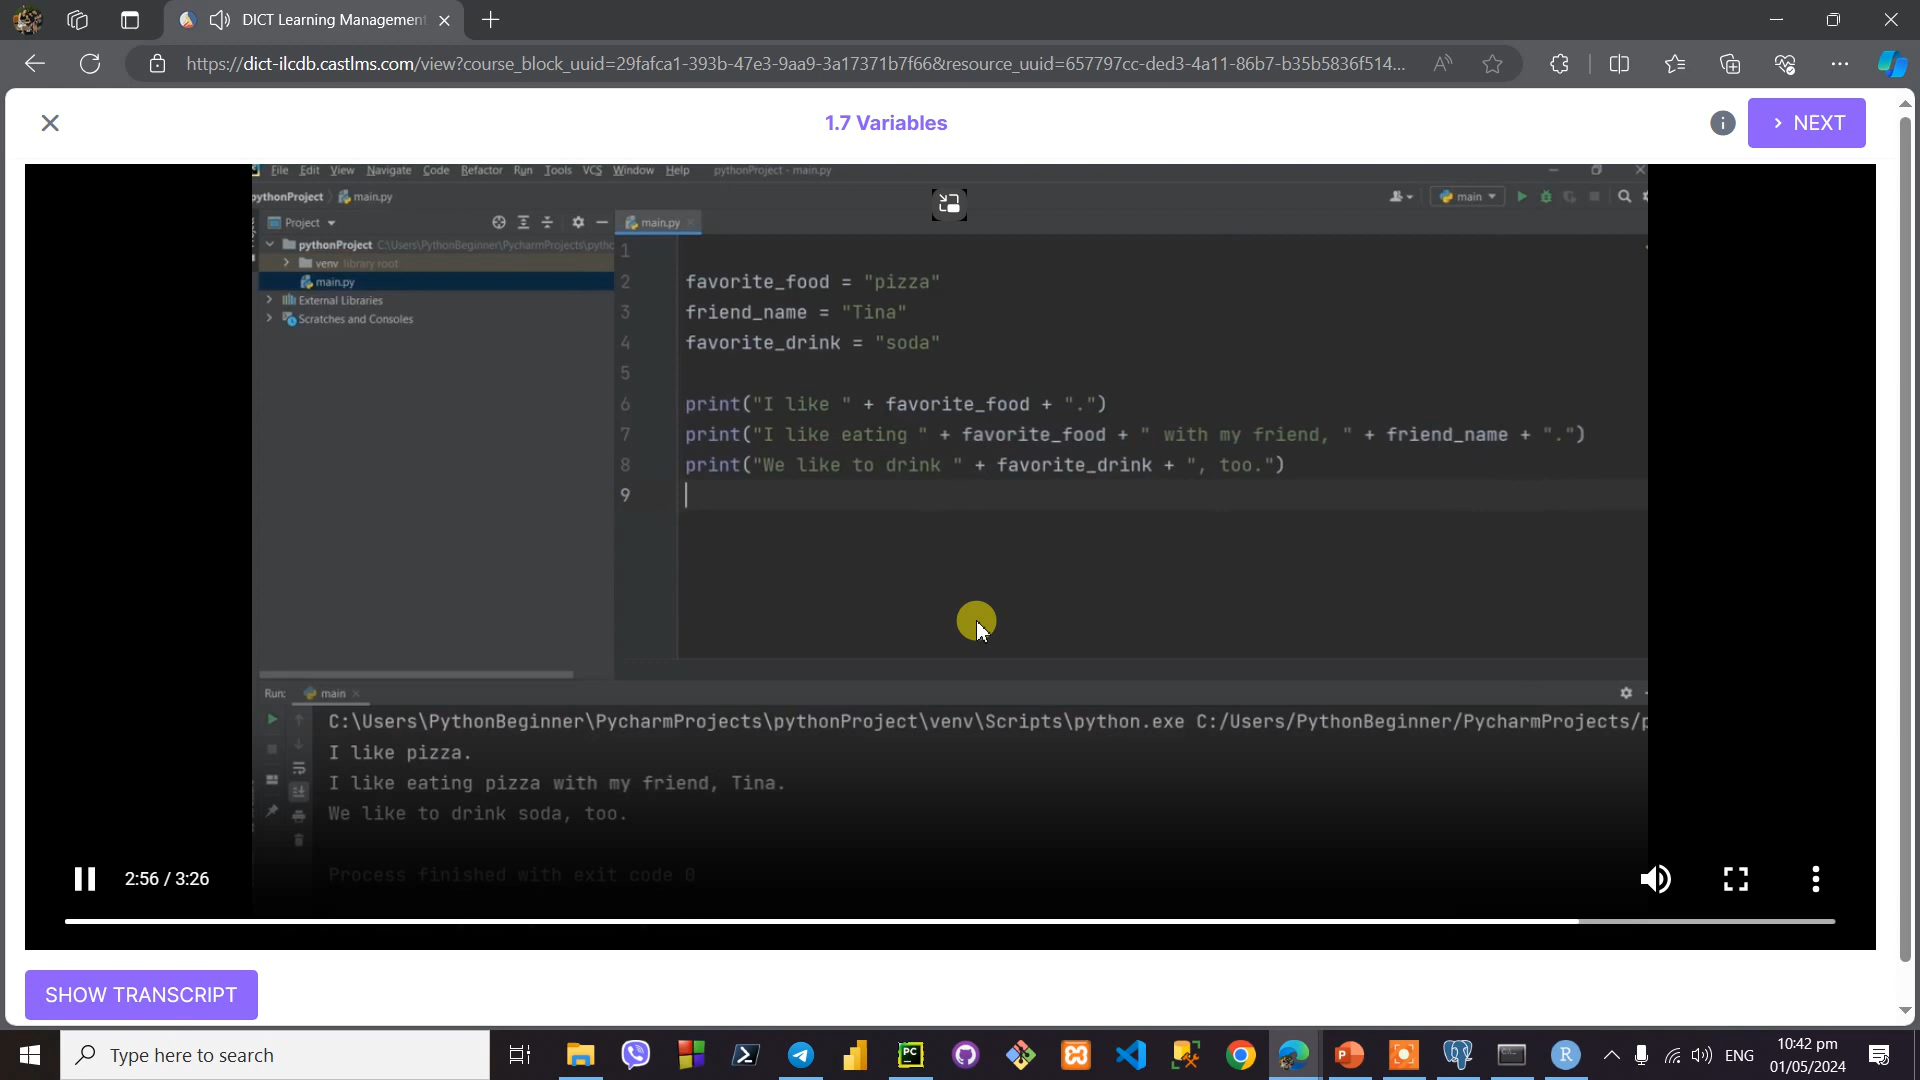 DICT Learning Management
https://dict-ilcdb.castlms.com/view?course_block_uuid=29fafca1-393b-47e3-9aa9-3a17371b7f66&resource_uuid=657797cc-ded3-4a11-86b7-b35b5836f514...
1.7 Variables
NEXT
File Edit View Navigate Code Refactor Run Tools VCS Window Help pythonProject - main.py
pythonProject main.py
main
Project
main.py
pythonProject C:\Users\PythonBeginner\PycharmProjects\pytho
venv library root
main.py
External Libraries
Scratches and Consoles
1
2 favorite_food = "pizza"
3 friend_name = "Tina"
4 favorite_drink = "soda"
5
6 print("I like " + favorite_food + ".")
7 print("I like eating " + favorite_food + " with my friend, " + friend_name + ".")
8 print("We like to drink " + favorite_drink + ", too.")
9
Run: main
C:\Users\PythonBeginner\PycharmProjects\pythonProject\venv\Scripts\python.exe C:/Users/PythonBeginner/PycharmProjects/p
I like pizza.
I like eating pizza with my friend, Tina.
We like to drink soda, too.
Process finished with exit code 0
2:56 / 3:26
SHOW TRANSCRIPT
Type here to search
PC
R
ENG
10:42 pm
01/05/2024